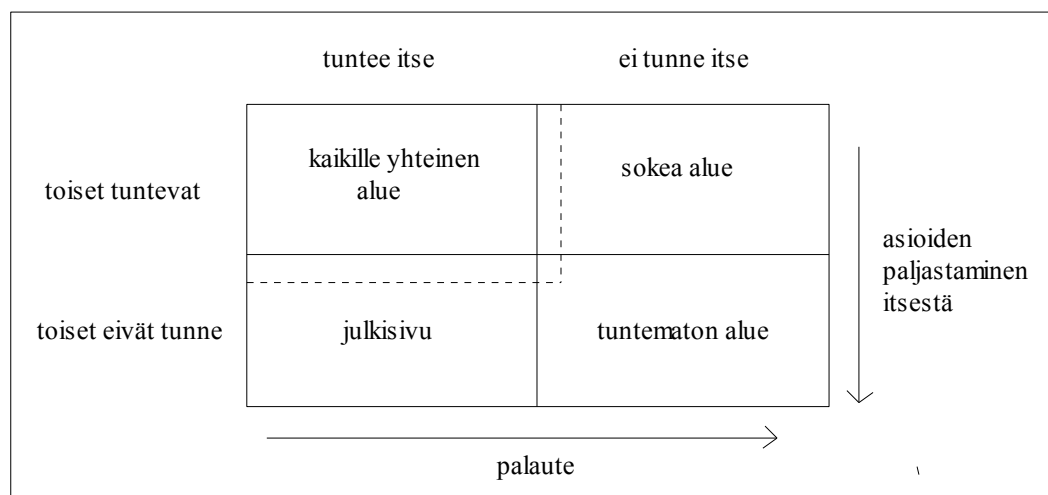 tuntee itse
ei tunne itse
kaikille yhteinen
alue
sokea alue
toiset tuntevat
asioiden
paljastaminen
itsestä
toiset eivät tunne
julkisivu
tuntematon alue
palaute